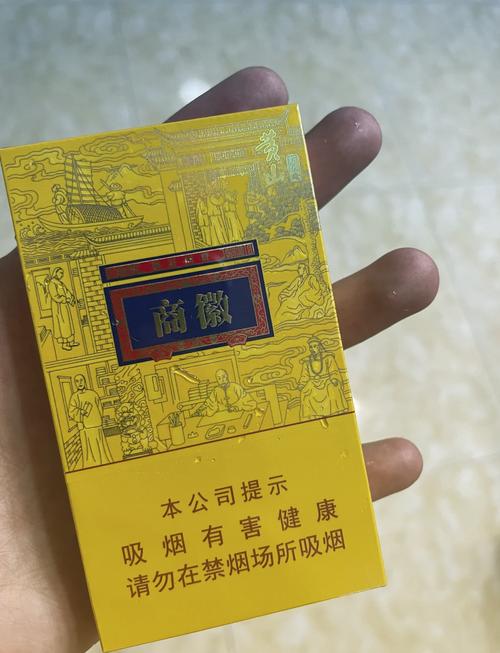 黄山
商徽
本公司提示
吸烟有害健康
请勿在禁烟场所吸烟